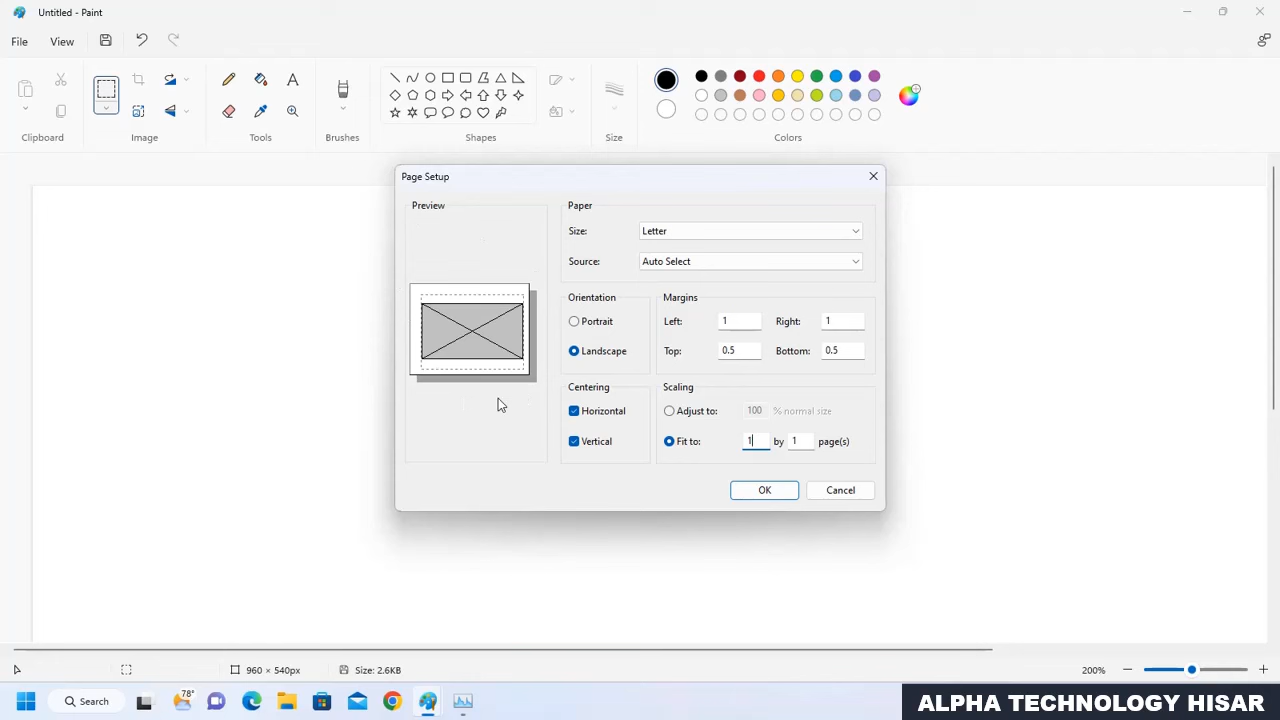 Untitled - Paint
File View
Clipboard Image Tools Brushes Shapes Size Colors
Page Setup
Preview
Paper
Size: Letter
Source: Auto Select
Orientation
Portrait
Landscape
Margins
Left: 1 Right: 1
Top: 0.5 Bottom: 0.5
Centering
Horizontal
Vertical
Scaling
Adjust to: 100 % normal size
Fit to: 1 by 1 page(s)
OK Cancel
960 × 540px Size: 2.6KB 200%
Search 78° ALPHA TECHNOLOGY HISAR